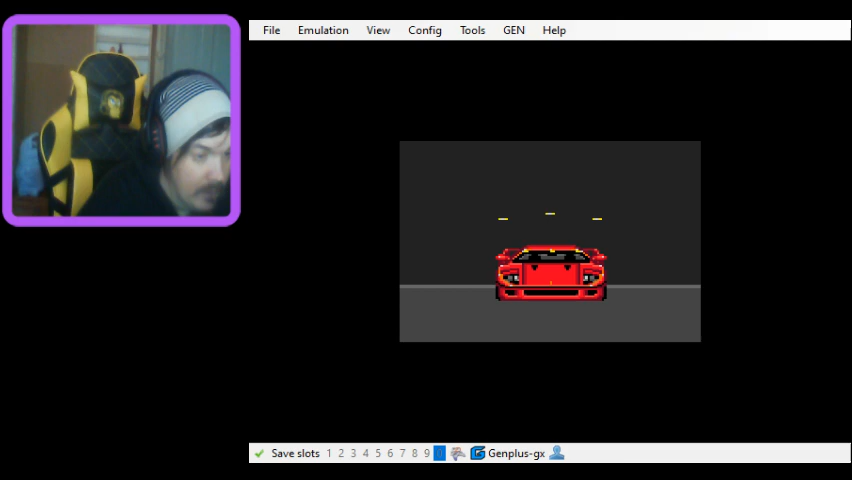 File Emulation View Config Tools GEN Help
Save slots 1 2 3 4 5 6 7 8 9 0 Genplus-gx